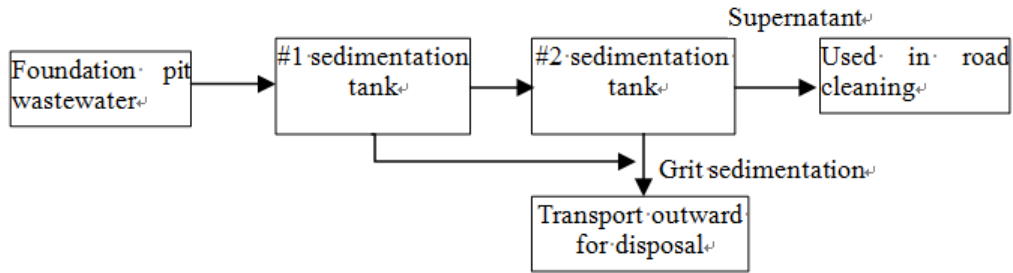 Supernatant
Foundation pit
wastewater
#1 sedimentation
tank
#2 sedimentation
tank
Used in road
cleaning
Grit sedimentation
Transport outward
for disposal